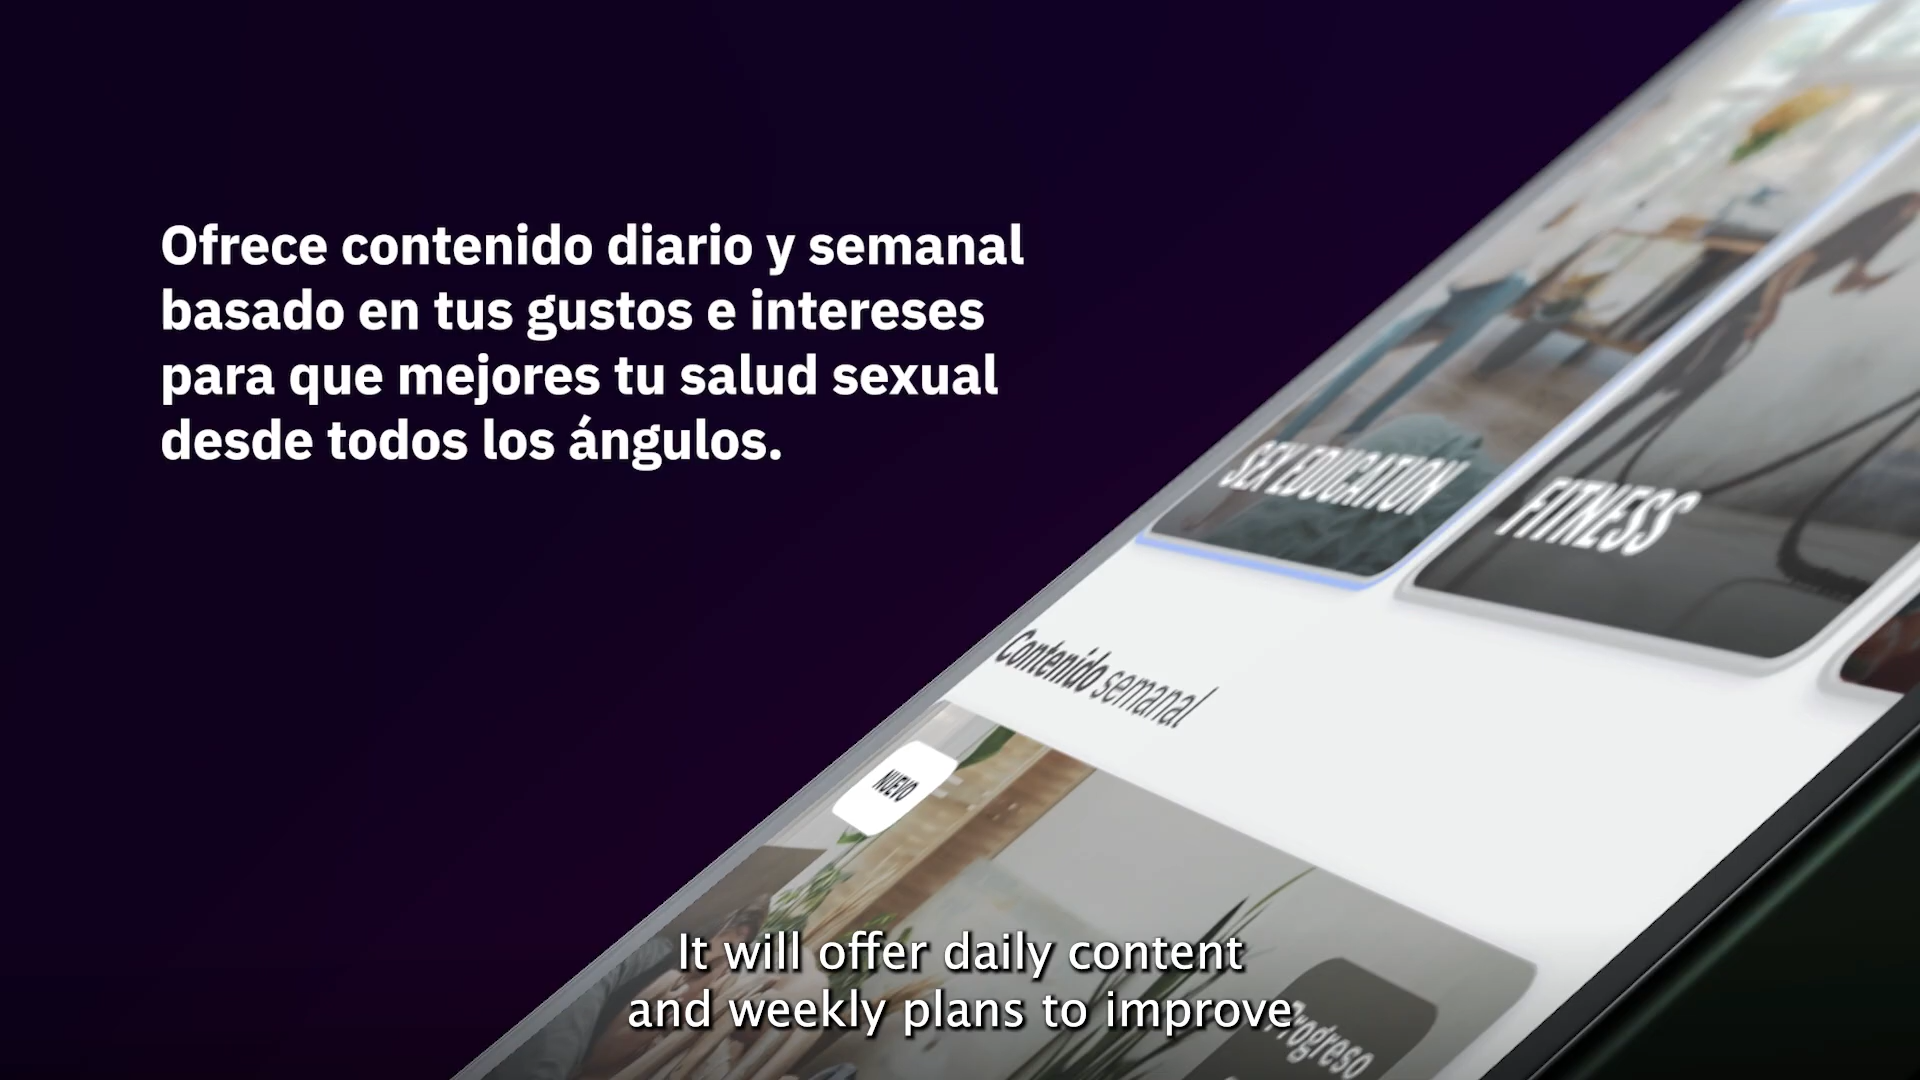 Ofrece contenido diario y semanal
basado en tus gustos e intereses
para que mejores tu salud sexual
desde todos los ángulos.
SEX EDUCATION
FITNESS
Contenido semanal
NUEVO
Progreso
It will offer daily content
and weekly plans to improve